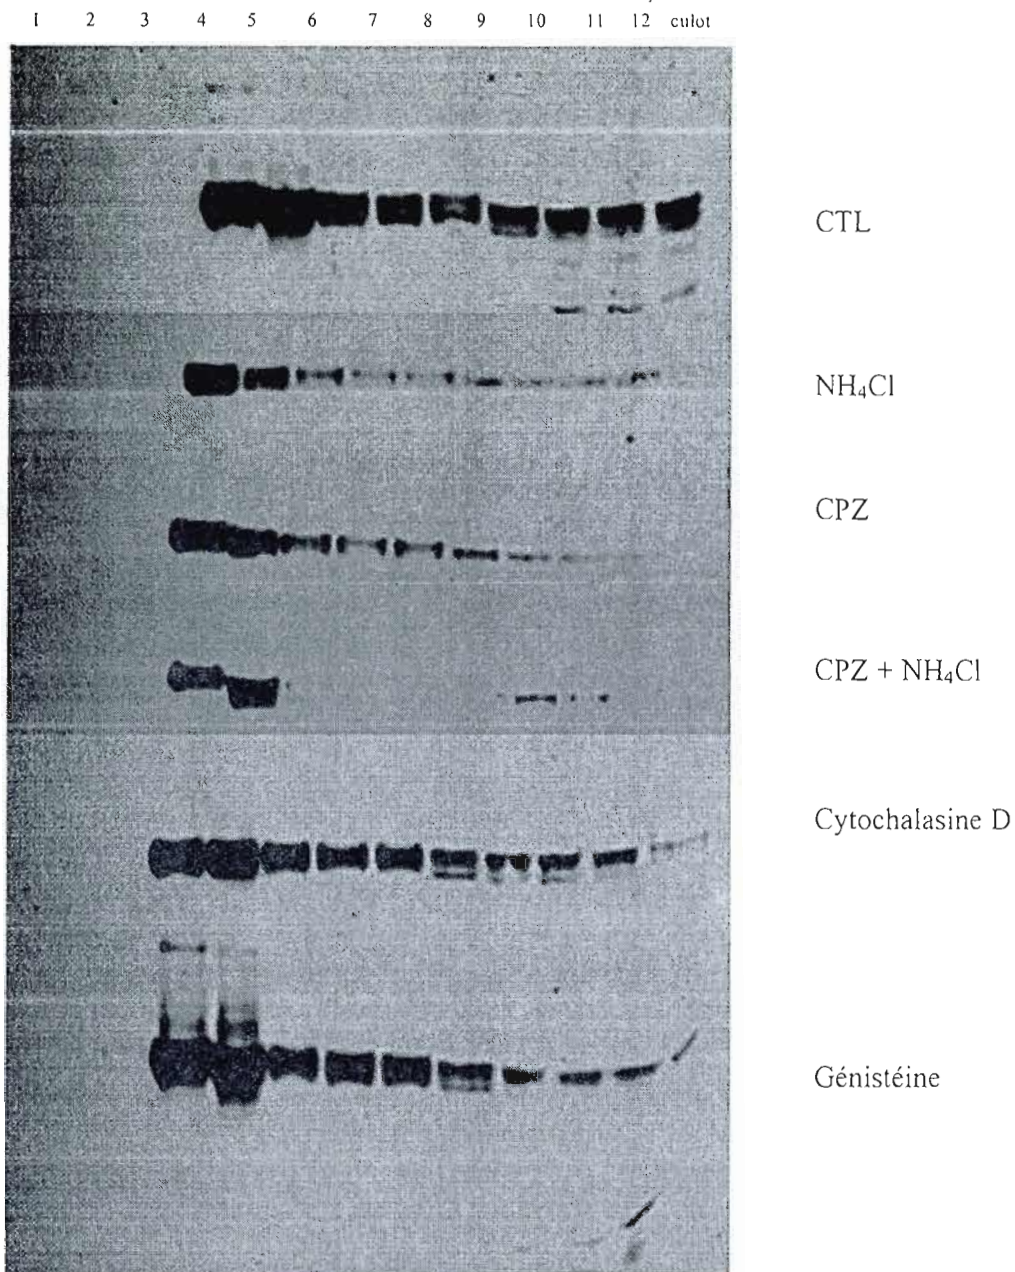 1 2 3 4 5 6 7 8 9 10 11 12 culot
CTL
NH₄Cl
CPZ
CPZ + NH₄Cl
Cytochalasine D
Génistéine